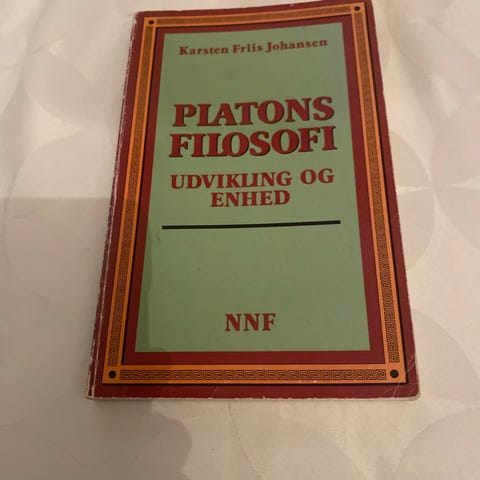 Karsten Friis Johansen
PLATONS
FILOSOFI
UDVIKLING OG
ENHED
NNF